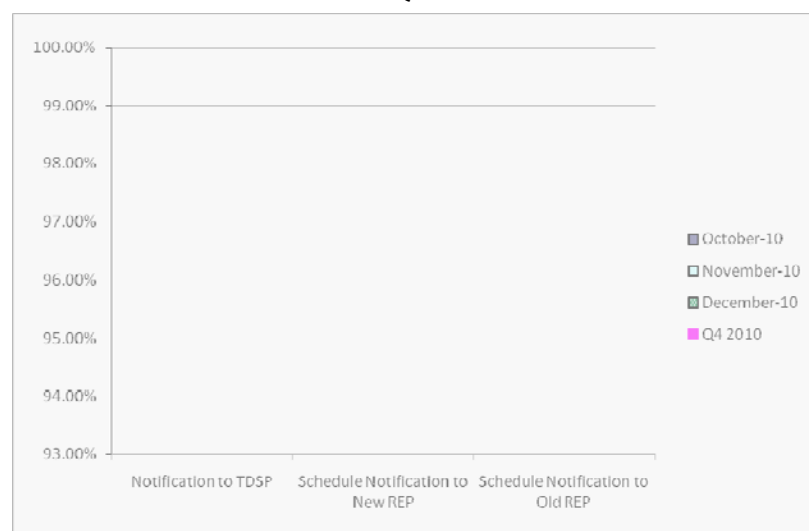 100.00%
99.00%
98.00%
97.00%
96.00%
95.00%
94.00%
93.00%
Notification to TDSP
Schedule Notification to
New REP
Schedule Notification to
Old REP
October-10
November-10
December-10
Q4 2010